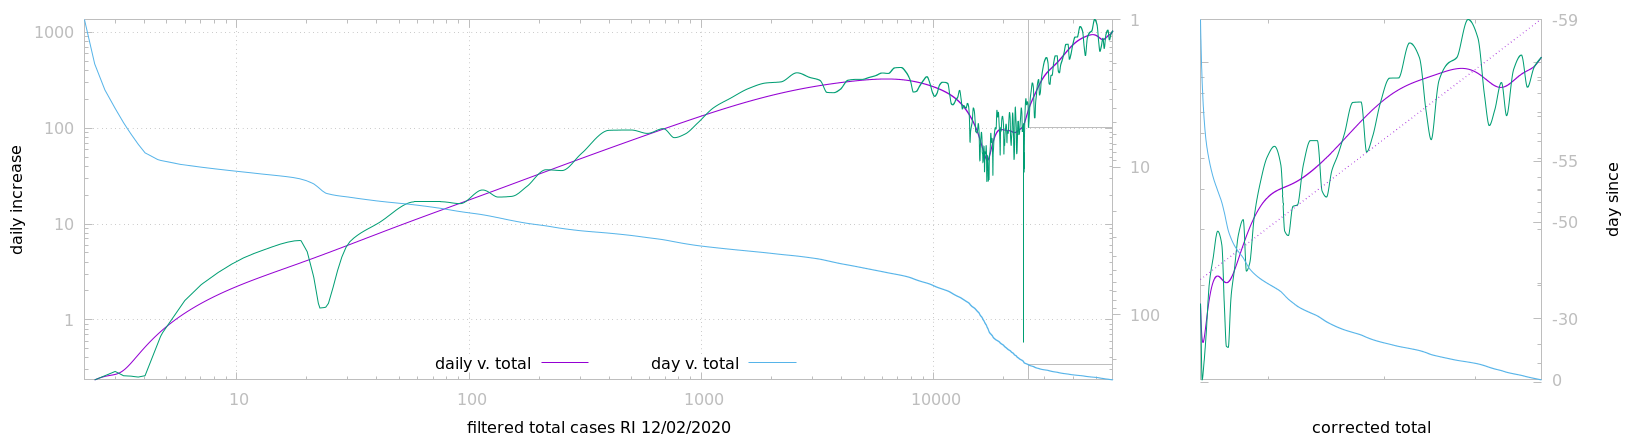 1000
100
10
1
daily increase
10
100
1000
10000
filtered total cases RI 12/02/2020
daily v. total
day v. total
1
10
100
-59
-55
-50
-30
0
day since
corrected total